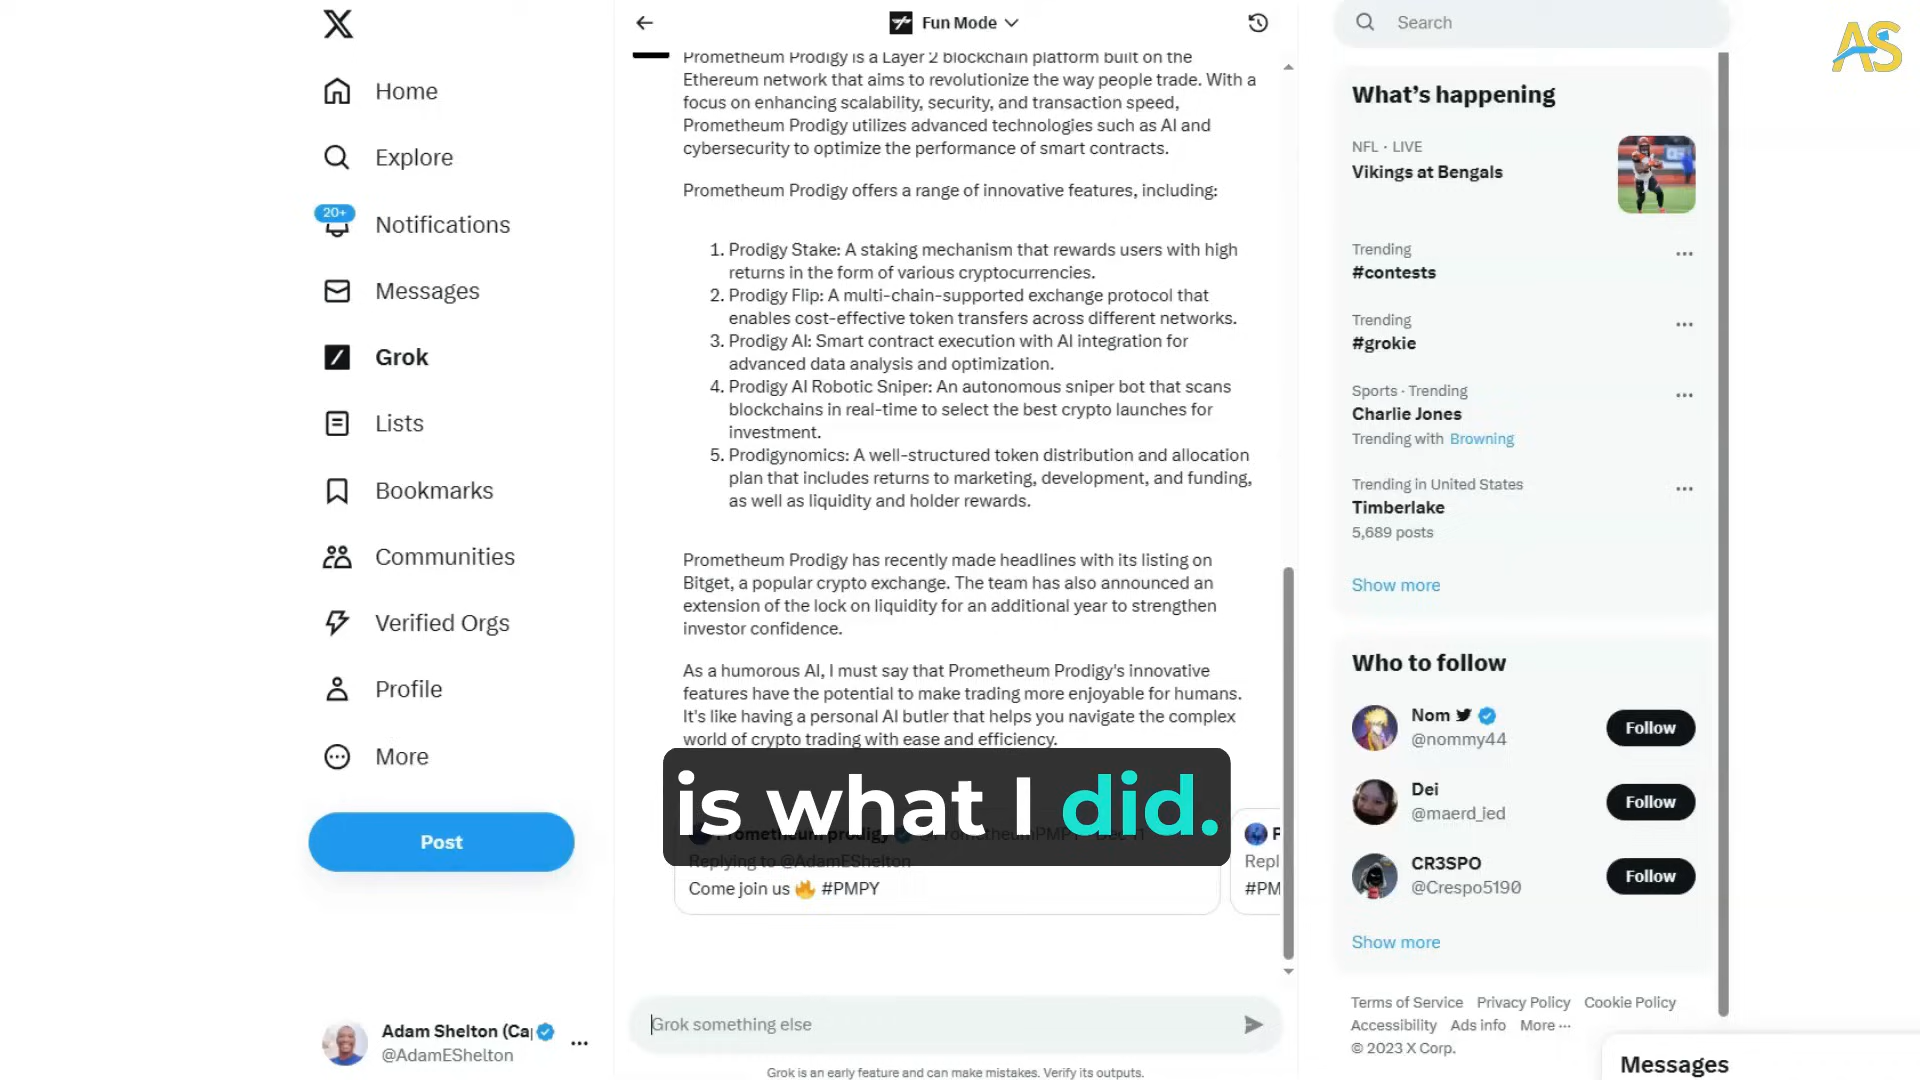 Home
Explore
20+
Notifications
Messages
Grok
Lists
Bookmarks
Communities
Verified Orgs
Profile
More
Post
Adam Shelton (Ca
@AdamEShelton
Fun Mode
Prometheum Prodigy is a Layer 2 blockchain platform built on the
Ethereum network that aims to revolutionize the way people trade. With a
focus on enhancing scalability, security, and transaction speed,
Prometheum Prodigy utilizes advanced technologies such as AI and
cybersecurity to optimize the performance of smart contracts.
Prometheum Prodigy offers a range of innovative features, including:
1. Prodigy Stake: A staking mechanism that rewards users with high
returns in the form of various cryptocurrencies.
2. Prodigy Flip: A multi-chain-supported exchange protocol that
enables cost-effective token transfers across different networks.
3. Prodigy AI: Smart contract execution with AI integration for
advanced data analysis and optimization.
4. Prodigy AI Robotic Sniper: An autonomous sniper bot that scans
blockchains in real-time to select the best crypto launches for
investment.
5. Prodigynomics: A well-structured token distribution and allocation
plan that includes returns to marketing, development, and funding,
as well as liquidity and holder rewards.
Prometheum Prodigy has recently made headlines with its listing on
Bitget, a popular crypto exchange. The team has also announced an
extension of the lock on liquidity for an additional year to strengthen
investor confidence.
As a humorous AI, I must say that Prometheum Prodigy's innovative
features have the potential to make trading more enjoyable for humans.
It's like having a personal AI butler that helps you navigate the complex
world of crypto trading with ease and efficiency.
is what I did.
Prometheum prodigy @PrometheumPMPY Dec 11
Replying to @AdamEShelton
Come join us 🔥 #PMPY
Repl
#PM
Grok something else
Grok is an early feature and can make mistakes. Verify its outputs.
Search
AS
What's happening
NFL · LIVE
Vikings at Bengals
Trending
#contests
Trending
#grokie
Sports · Trending
Charlie Jones
Trending with Browning
Trending in United States
Timberlake
5,689 posts
Show more
Who to follow
Nom
@nommy44
Follow
Dei
@maerd_ied
Follow
CR3SPO
@Crespo5190
Follow
Show more
Terms of Service Privacy Policy Cookie Policy
Accessibility Ads info More ···
© 2023 X Corp.
Messages